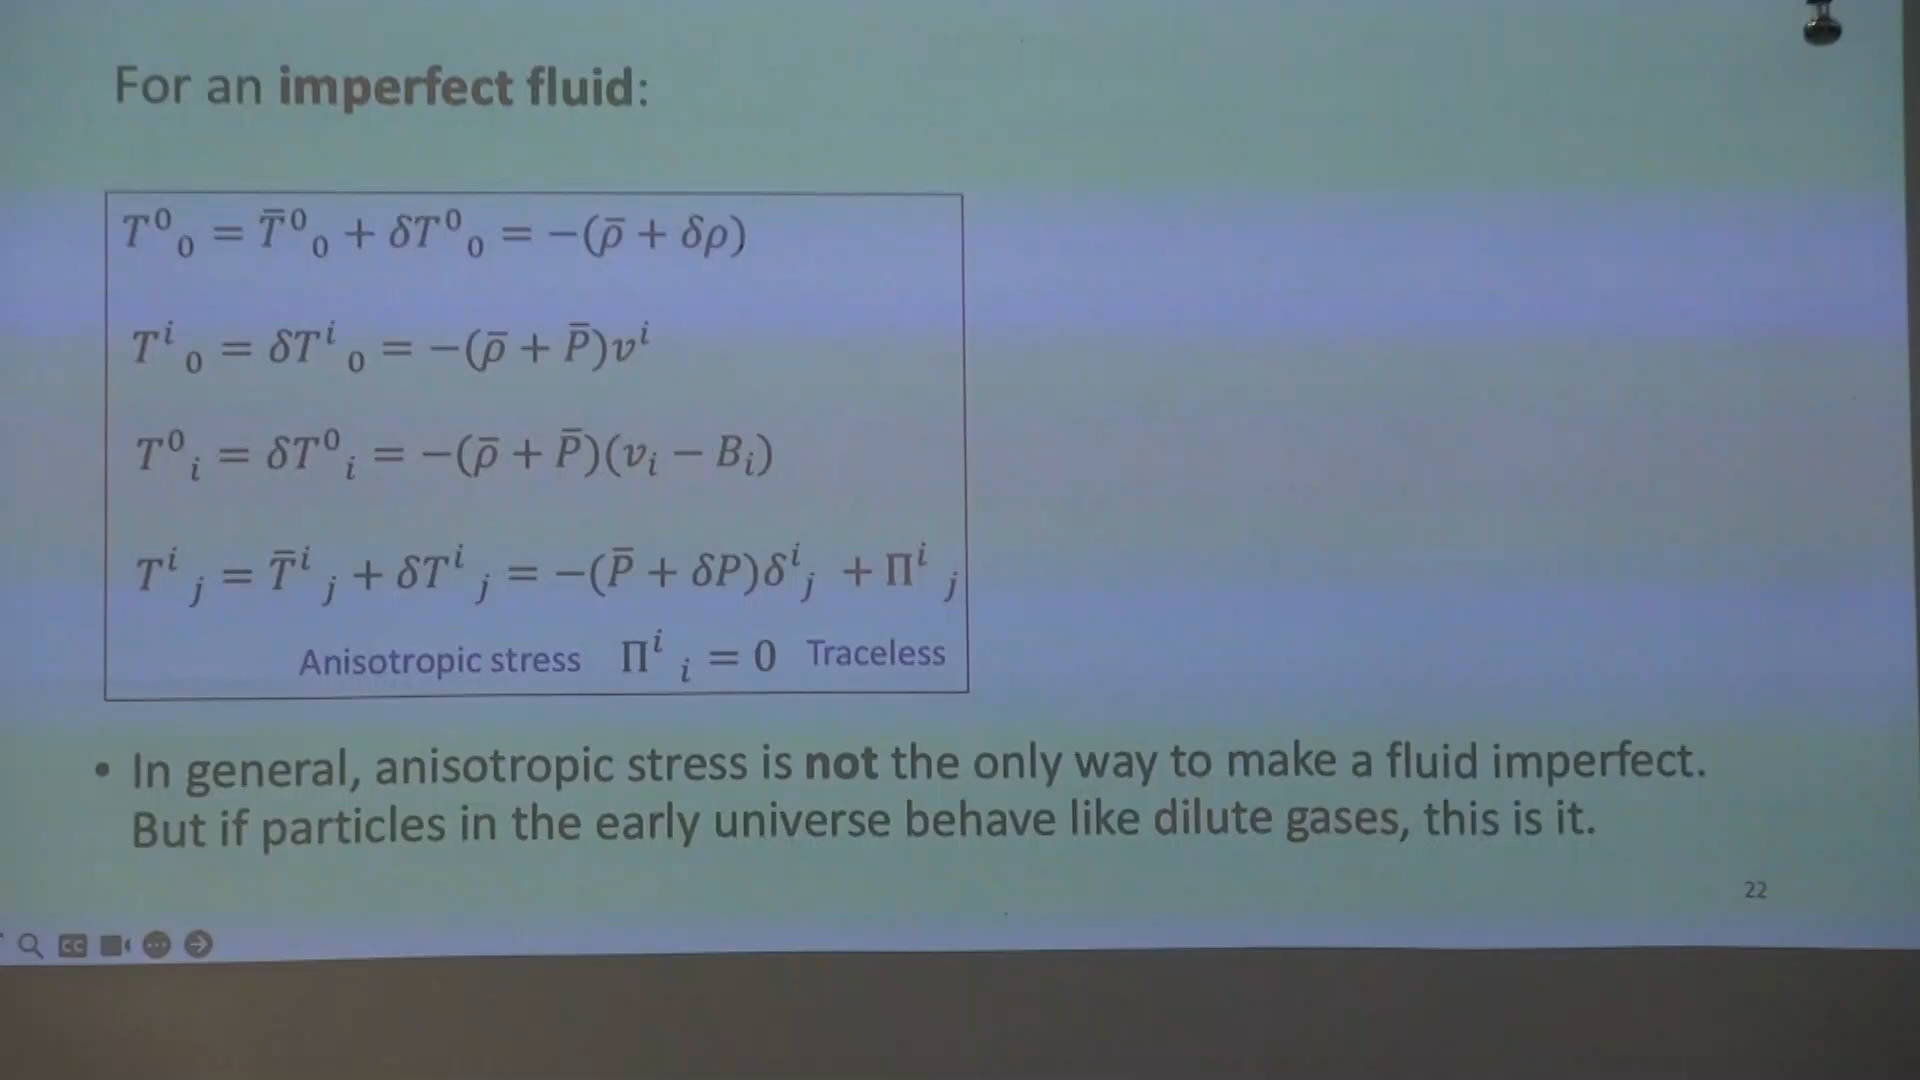 For an imperfect fluid:
T⁰₀ = T̄⁰₀ + δT⁰₀ = −(ρ̄ + δρ)
Tⁱ₀ = δTⁱ₀ = −(ρ̄ + P̄)vⁱ
T⁰ᵢ = δT⁰ᵢ = −(ρ̄ + P̄)(vᵢ − Bᵢ)
Tⁱⱼ = T̄ⁱⱼ + δTⁱⱼ = −(P̄ + δP)δⁱⱼ + Πⁱⱼ
Anisotropic stress Πⁱᵢ = 0 Traceless
• In general, anisotropic stress is not the only way to make a fluid imperfect.
But if particles in the early universe behave like dilute gases, this is it.
22
CC